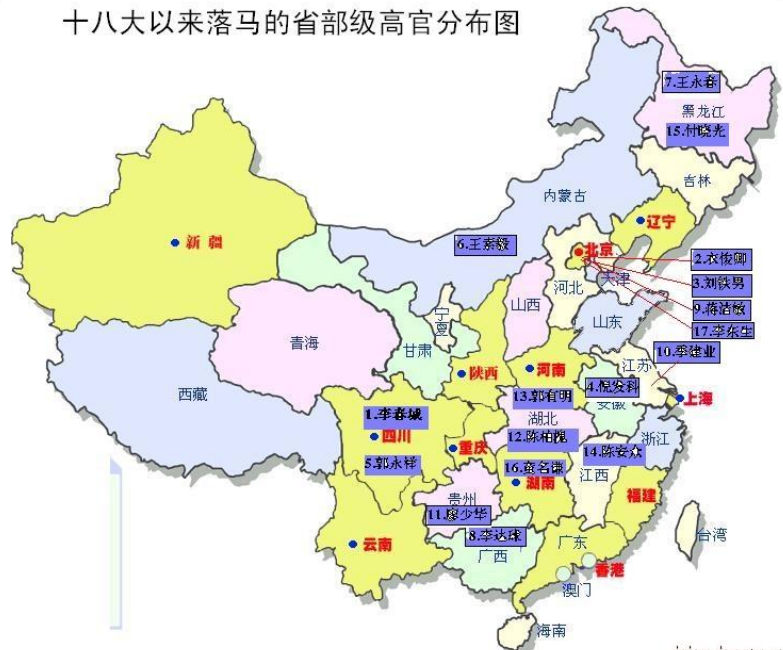 十八大以来落马的省部级高官分布图
7.王永春
黑龙江
15.付晓光
吉林
内蒙古
辽宁
新疆
6.王素毅
北京
2.衣俊卿
天津
3.刘铁男
河北
9.蒋洁敏
宁夏
山西
17.李东生
山东
青海
甘肃
10.季建业
江苏
陕西
河南
西藏
4.倪发科
13.郭有明
安徽
上海
1.李春城
湖北
四川
12.陈柏槐
浙江
重庆
14.陈安众
5.郭永祥
16.童名谦
江西
湖南
贵州
福建
11.廖少华
8.李达球
云南
广西
广东
台湾
香港
澳门
海南